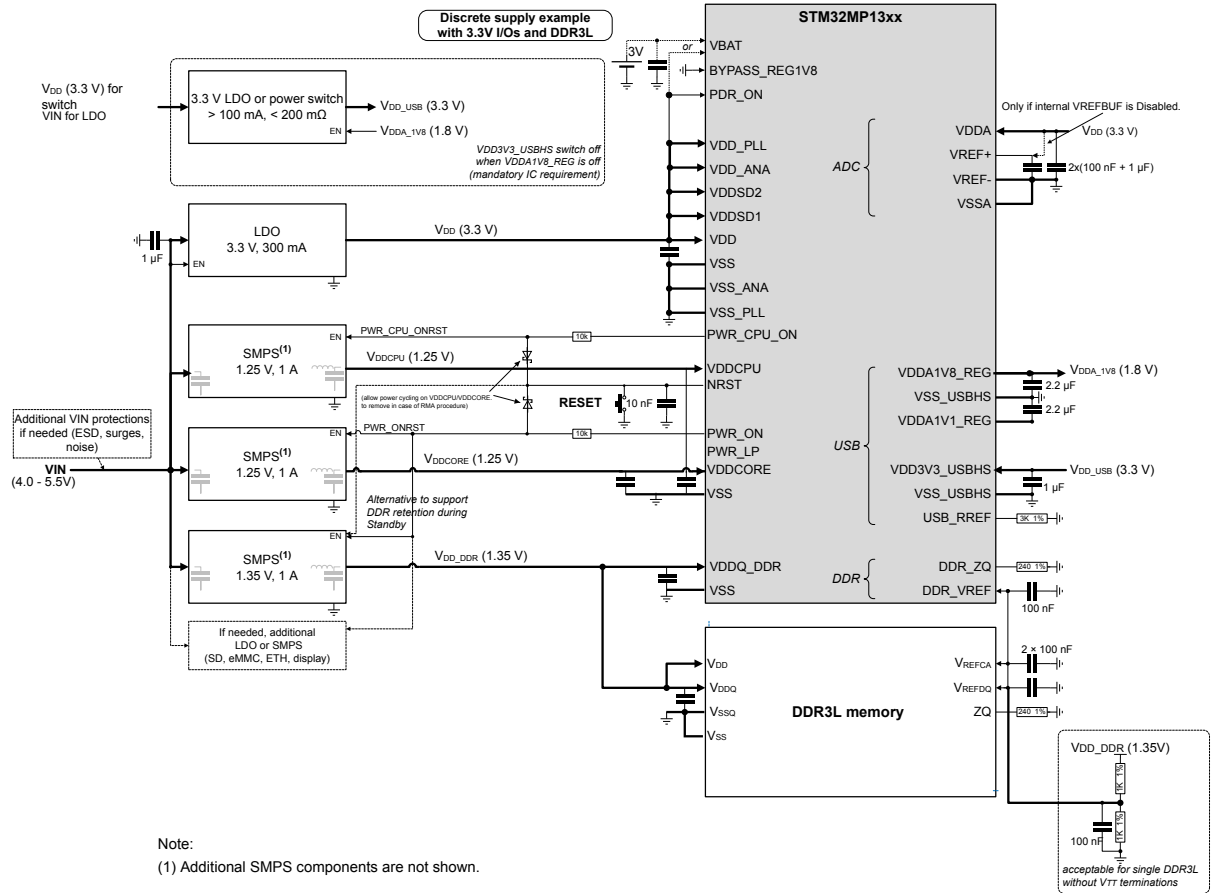 Discrete supply example
with 3.3V I/Os and DDR3L
STM32MP13xx
VDD (3.3 V) for
switch
VIN for LDO
3.3 V LDO or power switch
> 100 mA, < 200 mΩ
EN
VDD_USB (3.3 V)
VDDA_1V8 (1.8 V)
VDD3V3_USBHS switch off
when VDDA1V8_REG is off
(mandatory IC requirement)
3V
or
VBAT
BYPASS_REG1V8
PDR_ON
VDD_PLL
VDD_ANA
VDDSD2
VDDSD1
VDD
VSS
VSS_ANA
VSS_PLL
PWR_CPU_ON
VDDCPU
NRST
PWR_ON
PWR_LP
VDDCORE
VSS
VDDQ_DDR
VSS
ADC
VDDA
VREF+
VREF-
VSSA
Only if internal VREFBUF is Disabled.
VDD (3.3 V)
2x(100 nF + 1 µF)
1 µF
LDO
3.3 V, 300 mA
EN
VDD (3.3 V)
SMPS(1)
1.25 V, 1 A
EN
PWR_CPU_ONRST
10k
VDDCPU (1.25 V)
(allow power cycling on VDDCPU/VDDCORE.
to remove in case of RMA procedure)
RESET
10 nF
PWR_ONRST
10k
Additional VIN protections
if needed (ESD, surges,
noise)
VIN
(4.0 - 5.5V)
SMPS(1)
1.25 V, 1 A
EN
VDDCORE (1.25 V)
Alternative to support
DDR retention during
Standby
SMPS(1)
1.35 V, 1 A
EN
VDD_DDR (1.35 V)
If needed, additional
LDO or SMPS
(SD, eMMC, ETH, display)
USB
VDDA1V8_REG
VSS_USBHS
VDDA1V1_REG
VDD3V3_USBHS
VSS_USBHS
USB_RREF
VDDA_1V8 (1.8 V)
2.2 µF
2.2 µF
VDD_USB (3.3 V)
1 µF
3K 1%
DDR
DDR_ZQ
DDR_VREF
240 1%
100 nF
DDR3L memory
VDD
VDDQ
VSSQ
VSS
VREFCA
VREFDQ
ZQ
2 × 100 nF
240 1%
VDD_DDR (1.35V)
1K 1%
1K 1%
100 nF
acceptable for single DDR3L
without VTT terminations
Note:
(1) Additional SMPS components are not shown.